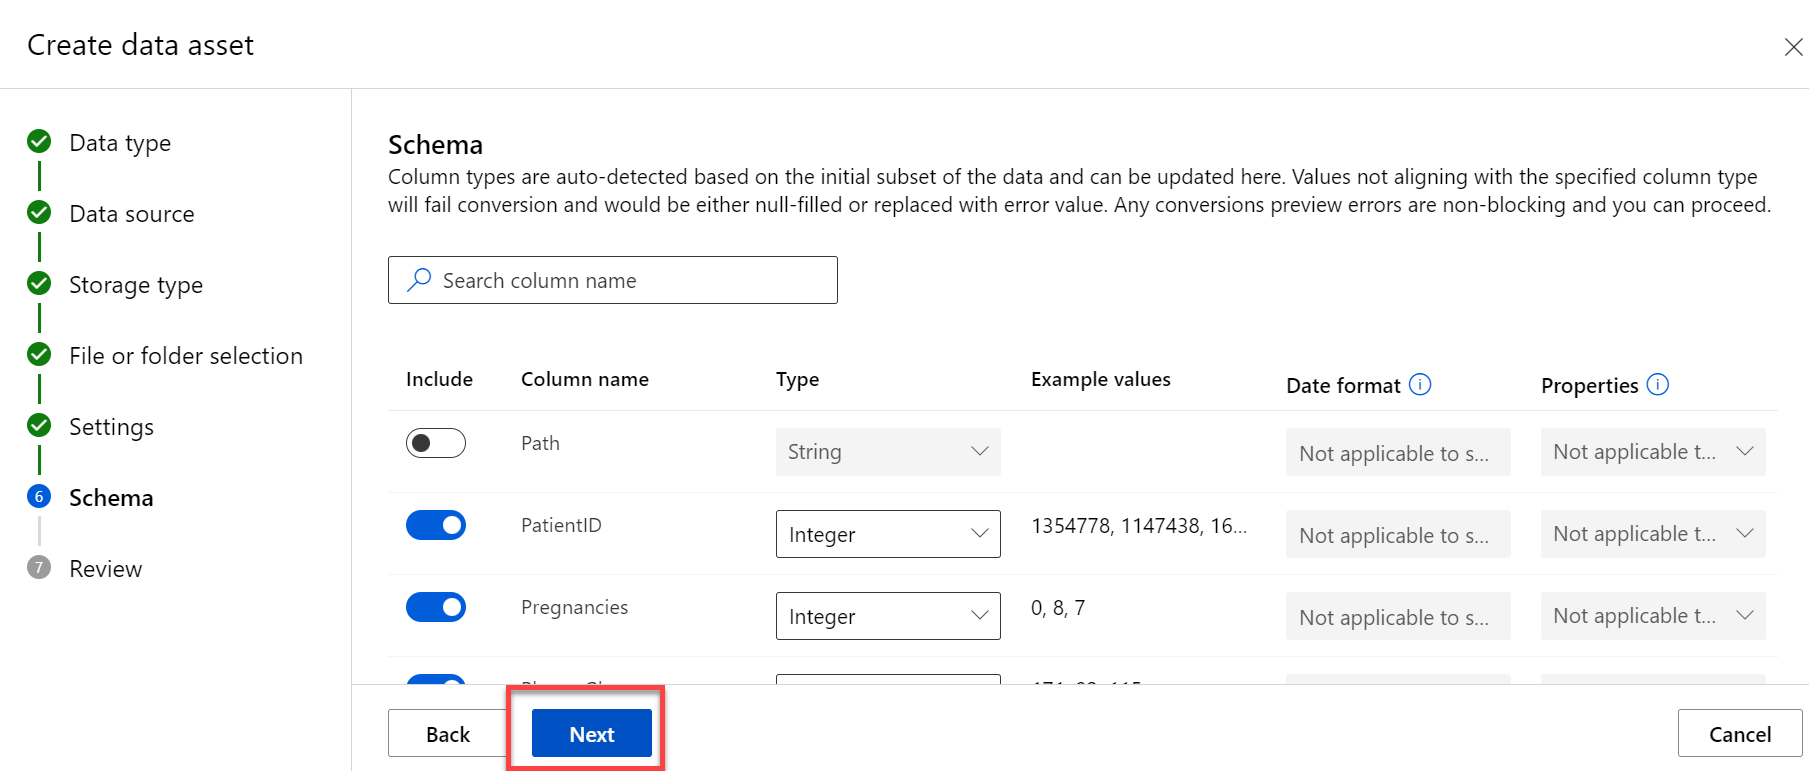 Create data asset
Data type
Data source
Storage type
File or folder selection
Settings
6 Schema
7 Review
Schema
Column types are auto-detected based on the initial subset of the data and can be updated here. Values not aligning with the specified column type
will fail conversion and would be either null-filled or replaced with error value. Any conversions preview errors are non-blocking and you can proceed.
Search column name
Include Column name Type Example values Date format Properties
Path String Not applicable to s... Not applicable t...
PatientID Integer 1354778, 1147438, 16... Not applicable to s... Not applicable t...
Pregnancies Integer 0, 8, 7 Not applicable to s... Not applicable t...
Back Next Cancel